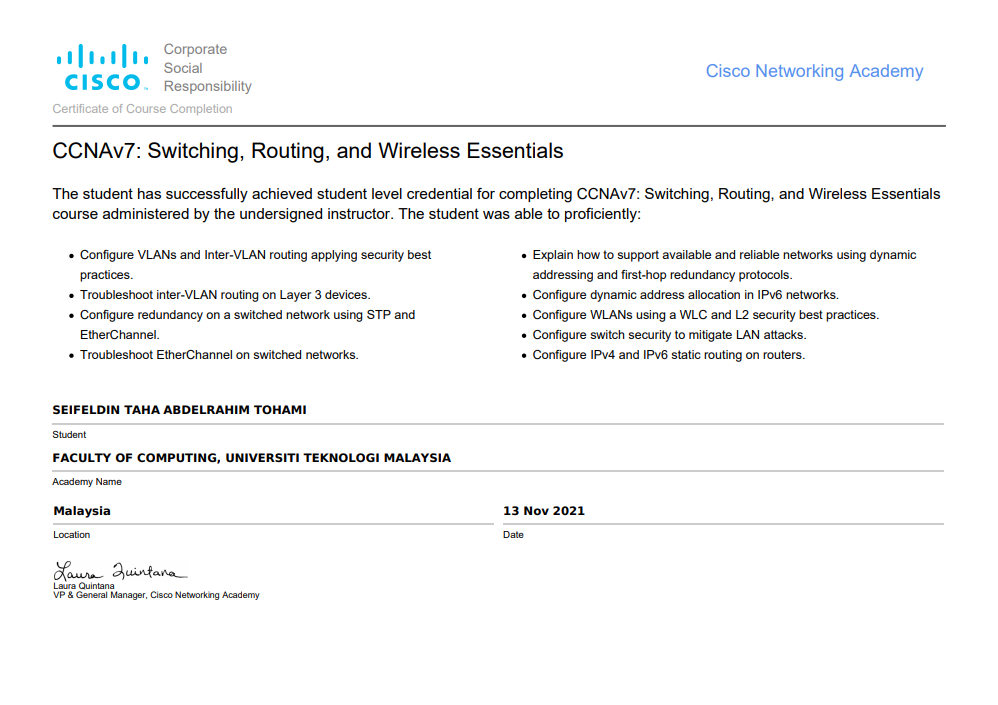 CISCO
Corporate
Social
Responsibility
Cisco Networking Academy
Certificate of Course Completion
CCNAv7: Switching, Routing, and Wireless Essentials
The student has successfully achieved student level credential for completing CCNAv7: Switching, Routing, and Wireless Essentials
course administered by the undersigned instructor. The student was able to proficiently:
• Configure VLANs and Inter-VLAN routing applying security best
practices.
• Troubleshoot inter-VLAN routing on Layer 3 devices.
• Configure redundancy on a switched network using STP and
EtherChannel.
• Troubleshoot EtherChannel on switched networks.
• Explain how to support available and reliable networks using dynamic
addressing and first-hop redundancy protocols.
• Configure dynamic address allocation in IPv6 networks.
• Configure WLANs using a WLC and L2 security best practices.
• Configure switch security to mitigate LAN attacks.
• Configure IPv4 and IPv6 static routing on routers.
SEIFELDIN TAHA ABDELRAHIM TOHAMI
Student
FACULTY OF COMPUTING, UNIVERSITI TEKNOLOGI MALAYSIA
Academy Name
Malaysia
Location
13 Nov 2021
Date
Laura Quintana
Laura Quintana
VP & General Manager, Cisco Networking Academy